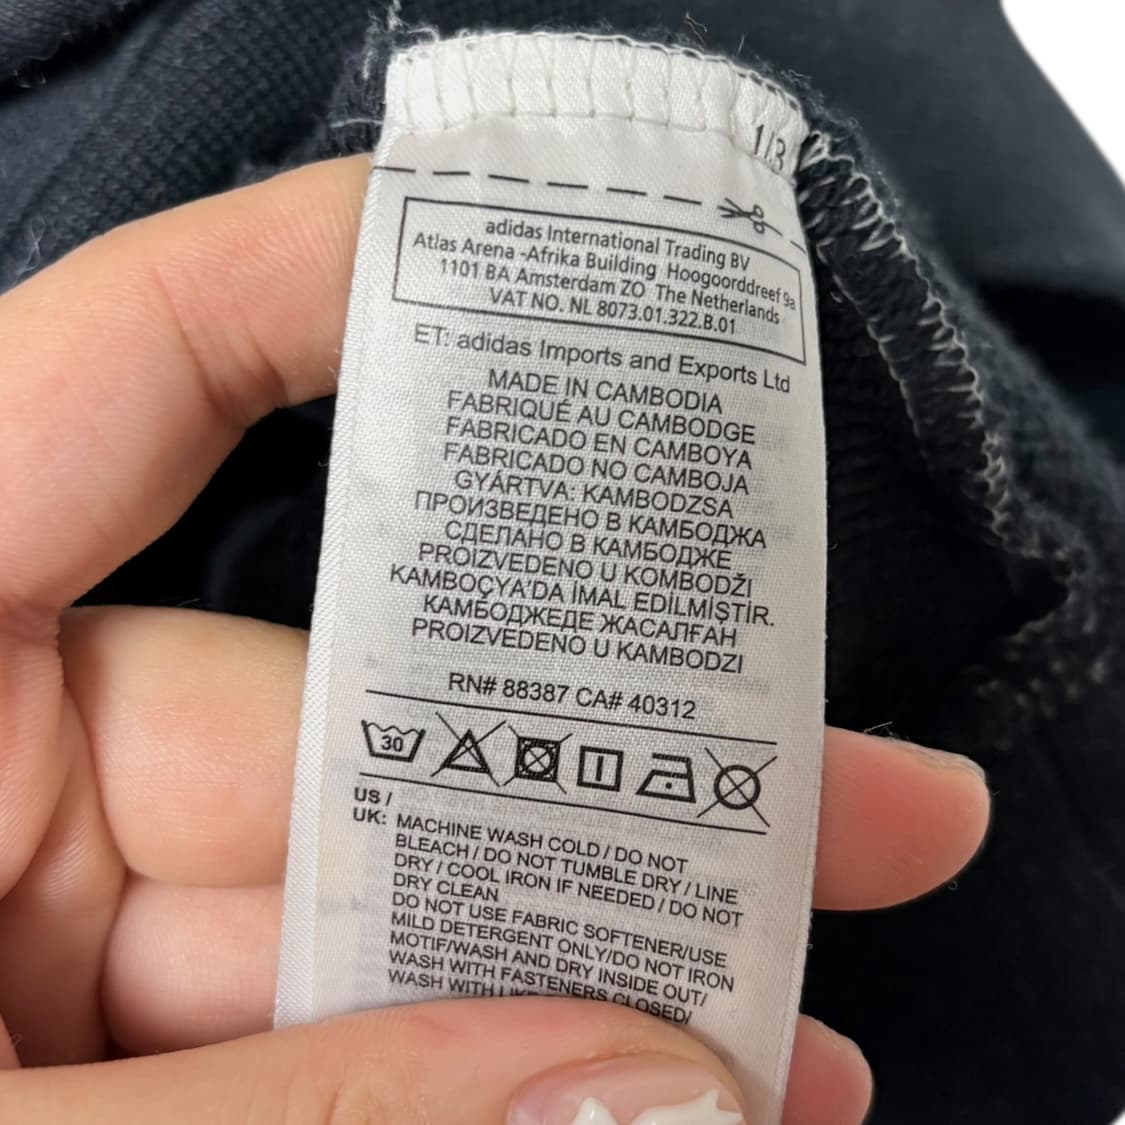 1/3
adidas International Trading BV
Atlas Arena -Afrika Building Hoogoorddreef 9a
1101 BA Amsterdam ZO The Netherlands
VAT NO. NL 8073.01.322.B.01
ET: adidas Imports and Exports Ltd
MADE IN CAMBODIA
FABRIQUÉ AU CAMBODGE
FABRICADO EN CAMBOYA
FABRICADO NO CAMBOJA
GYÁRTVA: KAMBODZSA
ПРОИЗВЕДЕНО В КАМБОДЖА
СДЕЛАНО В КАМБОДЖЕ
PROIZVEDENO U KOMBODŽI
KAMBOÇYA'DA İMAL EDİLMİŞTİR.
КАМБОДЖЕДЕ ЖАСАЛҒАН
PROIZVEDENO U KAMBODZI
RN# 88387 CA# 40312
30
US /
UK: MACHINE WASH COLD / DO NOT
BLEACH / DO NOT TUMBLE DRY / LINE
DRY / COOL IRON IF NEEDED / DO NOT
DRY CLEAN
DO NOT USE FABRIC SOFTENER/USE
MILD DETERGENT ONLY/DO NOT IRON
MOTIF/WASH AND DRY INSIDE OUT/
WASH WITH FASTENERS CLOSED/
WASH WITH